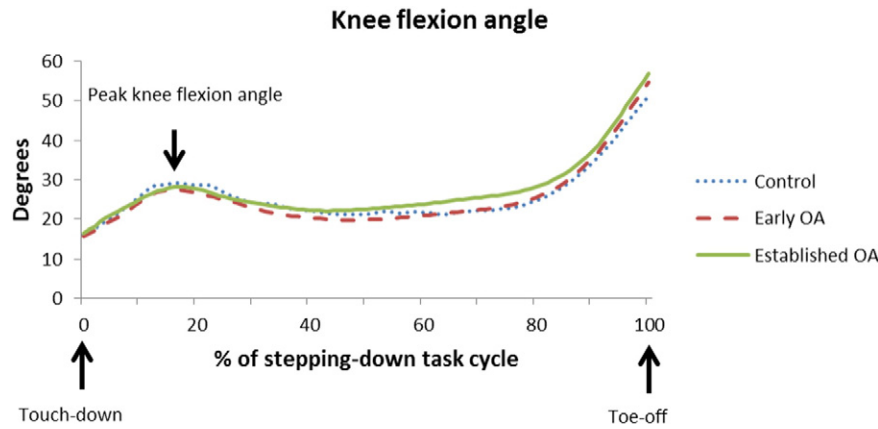 Knee flexion angle
Peak knee flexion angle
Degrees
60
50
40
30
20
10
0
0 20 40 60 80 100
% of stepping-down task cycle
Touch-down
Toe-off
Control
Early OA
Established OA